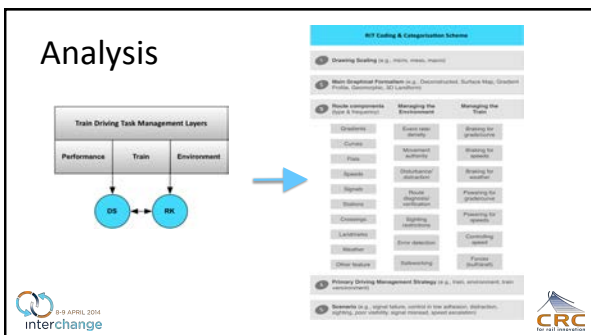 Analysis
Train Driving Task Management Layers
Performance
Train
Environment
DS
RK
RIT Coding & Categorisation Scheme
Drawing Scaling (e.g., micro, meso, macro)
Main Graphical Formalism (e.g., Deconstructed, Surface Map, Gradient
Profile, Geomorphic, 3D Landform)
Route components
(type & frequency)
Gradients
Curves
Flats
Speeds
Signals
Stations
Crossings
Landmarks
Weather
Other feature
Managing the
Environment
Event rate/
density
Movement
authority
Disturbance/
distraction
Route
diagnosis/
verification
Sighting
restrictions
Error detection
Safeworking
Managing the
Train
Braking for
grade/curve
Braking for
speeds
Braking for
weather
Powering for
grade/curve
Powering for
speeds
Controlling
speed
Forces
(buff/draft)
Primary Driving Management Strategy (e.g., train, environment, train
Scenario (e.g., signal failure, control in low adhesion, distraction,
sighting, poor visibility, signal misread, speed escalation)
8-9 APRIL 2014
interchange
CRC
for rail innovation